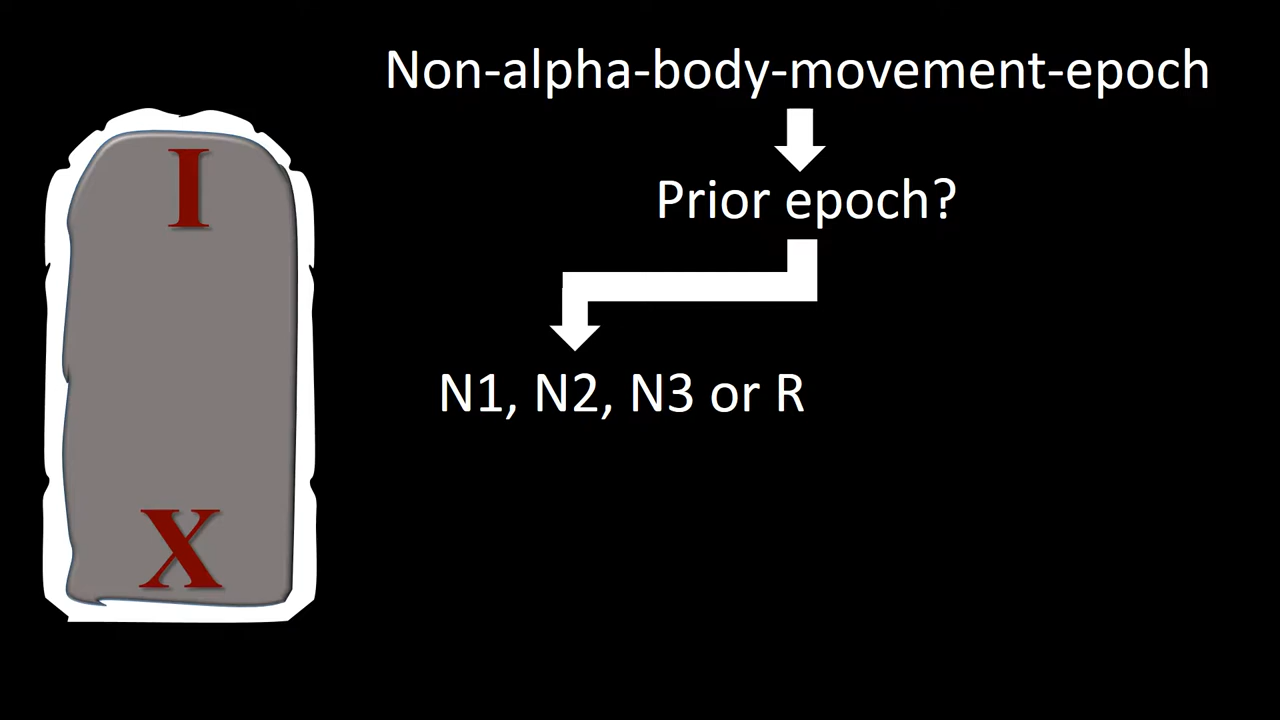 I
X
Non-alpha-body-movement-epoch
Prior epoch?
N1, N2, N3 or R